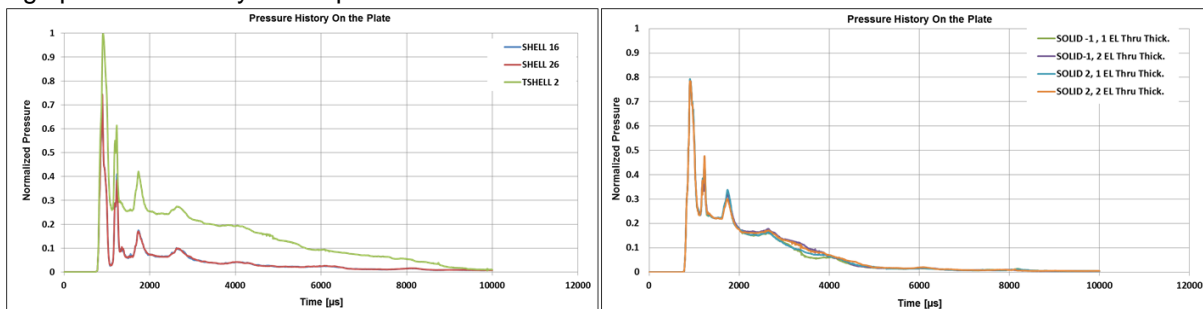 Pressure History On the Plate
Normalized Pressure
1
0.9
0.8
0.7
0.6
0.5
0.4
0.3
0.2
0.1
0
0 2000 4000 6000 8000 10000 12000
Time [µs]
SHELL 16
SHELL 26
TSHELL 2
Pressure History On the Plate
Normalized Pressure
1
0.9
0.8
0.7
0.6
0.5
0.4
0.3
0.2
0.1
0
0 2000 4000 6000 8000 10000 12000
Time [µs]
SOLID -1 , 1 EL Thru Thick.
SOLID-1, 2 EL Thru Thick.
SOLID 2, 1 EL Thru Thick.
SOLID 2, 2 EL Thru Thick.